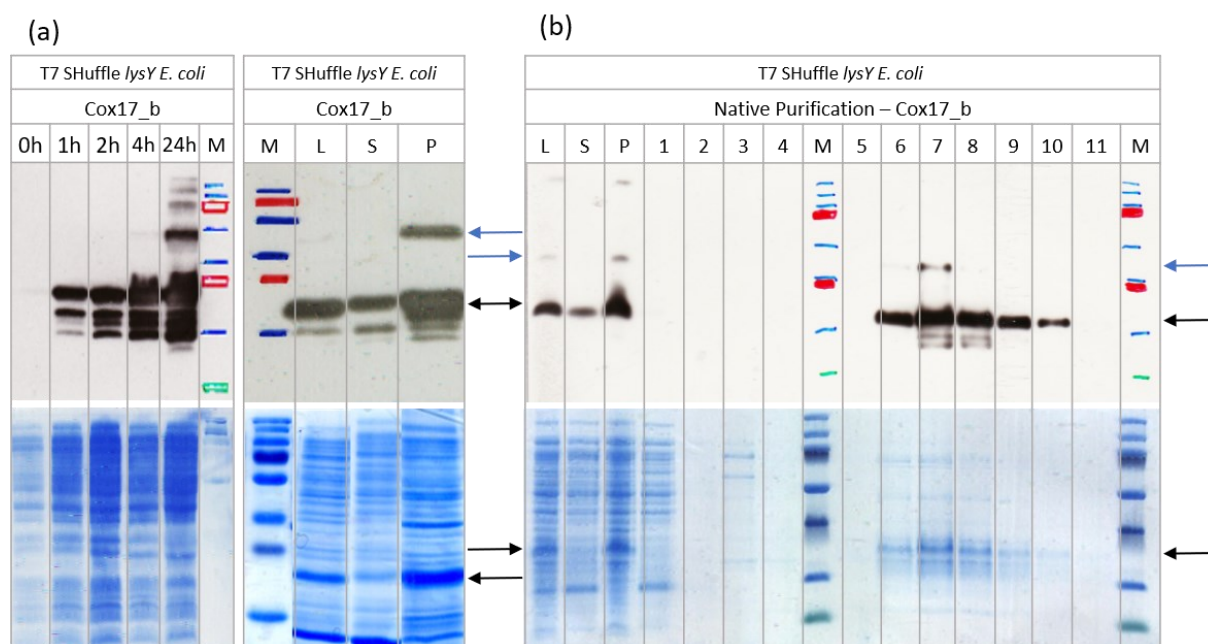 (a)
(b)
T7 SHuffle lysY E. coli
T7 SHuffle lysY E. coli
T7 SHuffle lysY E. coli
Cox17_b
Cox17_b
Native Purification – Cox17_b
0h 1h 2h 4h 24h M
M L S P
L S P 1 2 3 4 M 5 6 7 8 9 10 11 M